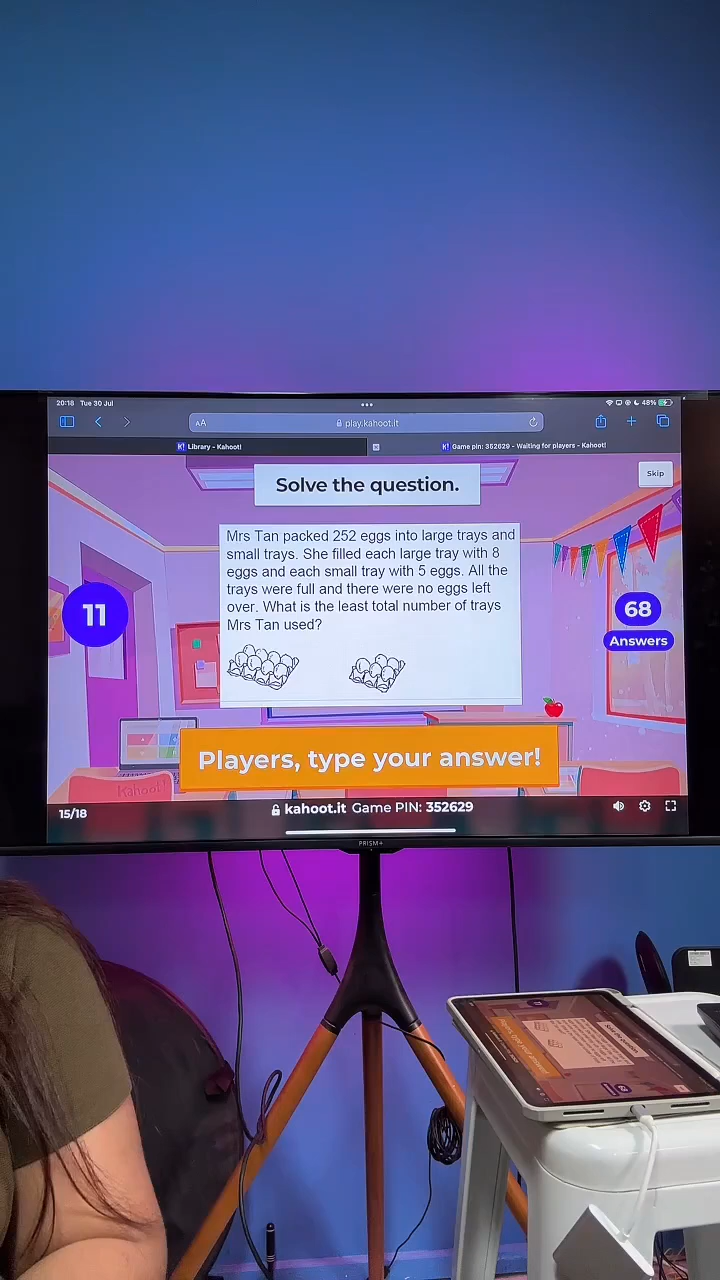 20:18 Tue 30 Jul
48%
AA
play.kahoot.it
K! Library - Kahoot!
K! Game pin: 352629 - Waiting for players - Kahoot!
Skip
Solve the question.
Mrs Tan packed 252 eggs into large trays and
small trays. She filled each large tray with 8
eggs and each small tray with 5 eggs. All the
trays were full and there were no eggs left
over. What is the least total number of trays
Mrs Tan used?
11
68
Answers
Players, type your answer!
Kahoot!
15/18
kahoot.it Game PIN: 352629
PRISM+